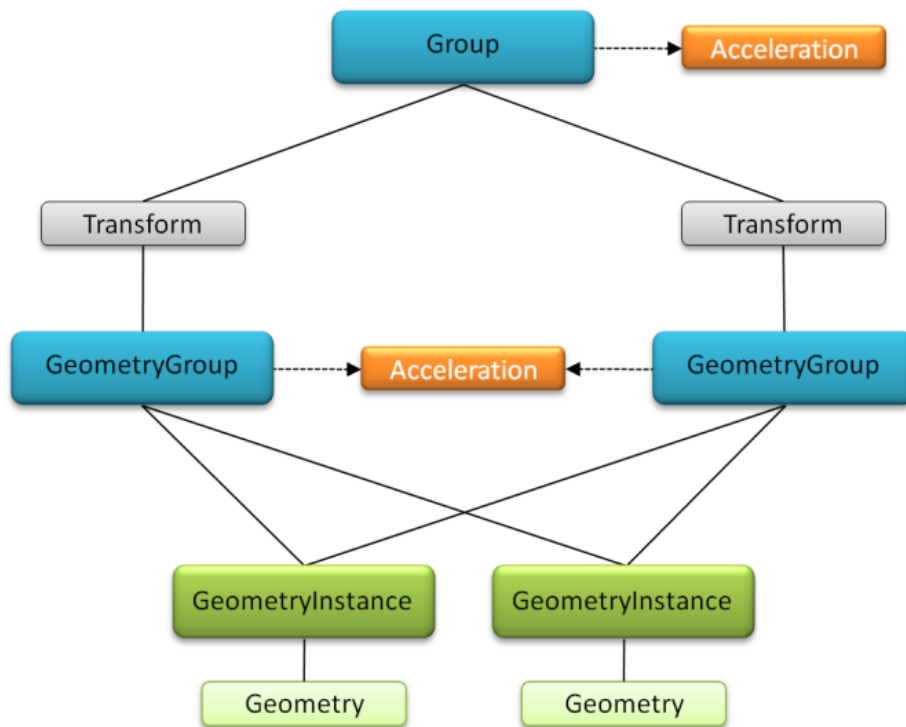 Group
Acceleration
Transform
Transform
GeometryGroup
Acceleration
GeometryGroup
GeometryInstance
GeometryInstance
Geometry
Geometry